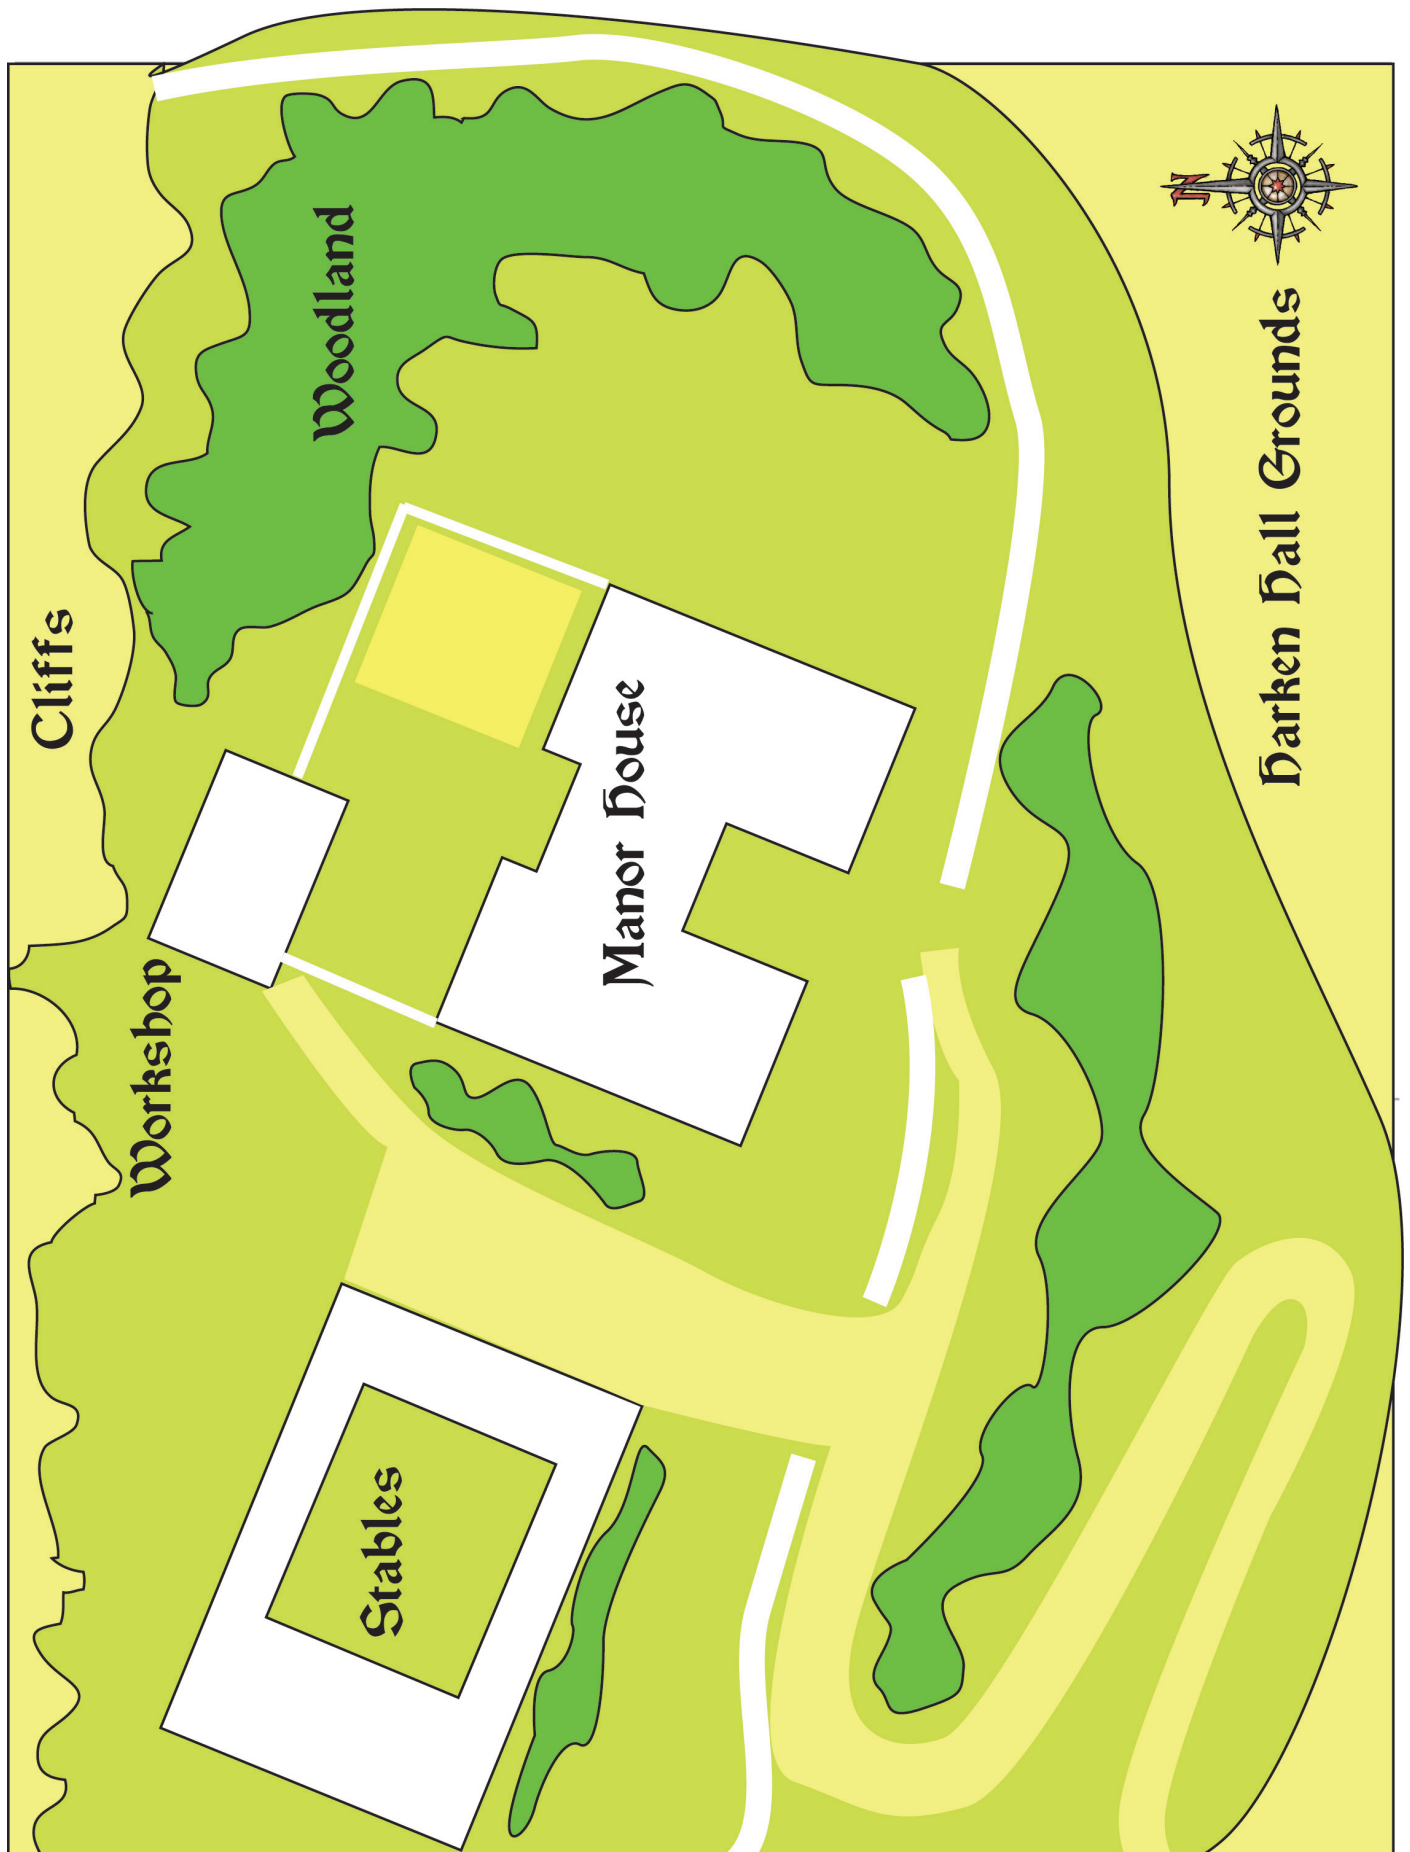 Cliffs
Woodland
Workshop
Manor House
Stables
N
Harken Hall Grounds